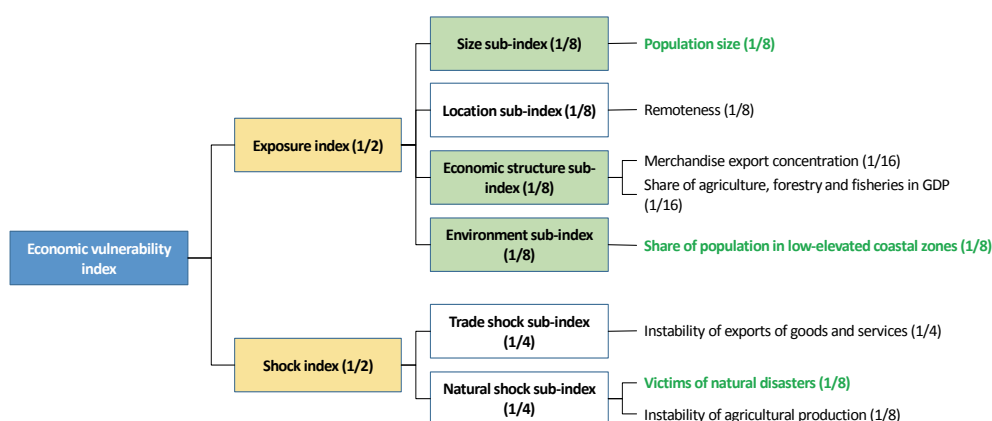 Economic vulnerability
index
Exposure index (1/2)
Size sub-index (1/8)
Population size (1/8)
Location sub-index (1/8)
Remoteness (1/8)
Economic structure sub-
index (1/8)
Merchandise export concentration (1/16)
Share of agriculture, forestry and fisheries in GDP
(1/16)
Environment sub-index
(1/8)
Share of population in low-elevated coastal zones (1/8)
Shock index (1/2)
Trade shock sub-index
(1/4)
Instability of exports of goods and services (1/4)
Natural shock sub-index
(1/4)
Victims of natural disasters (1/8)
Instability of agricultural production (1/8)